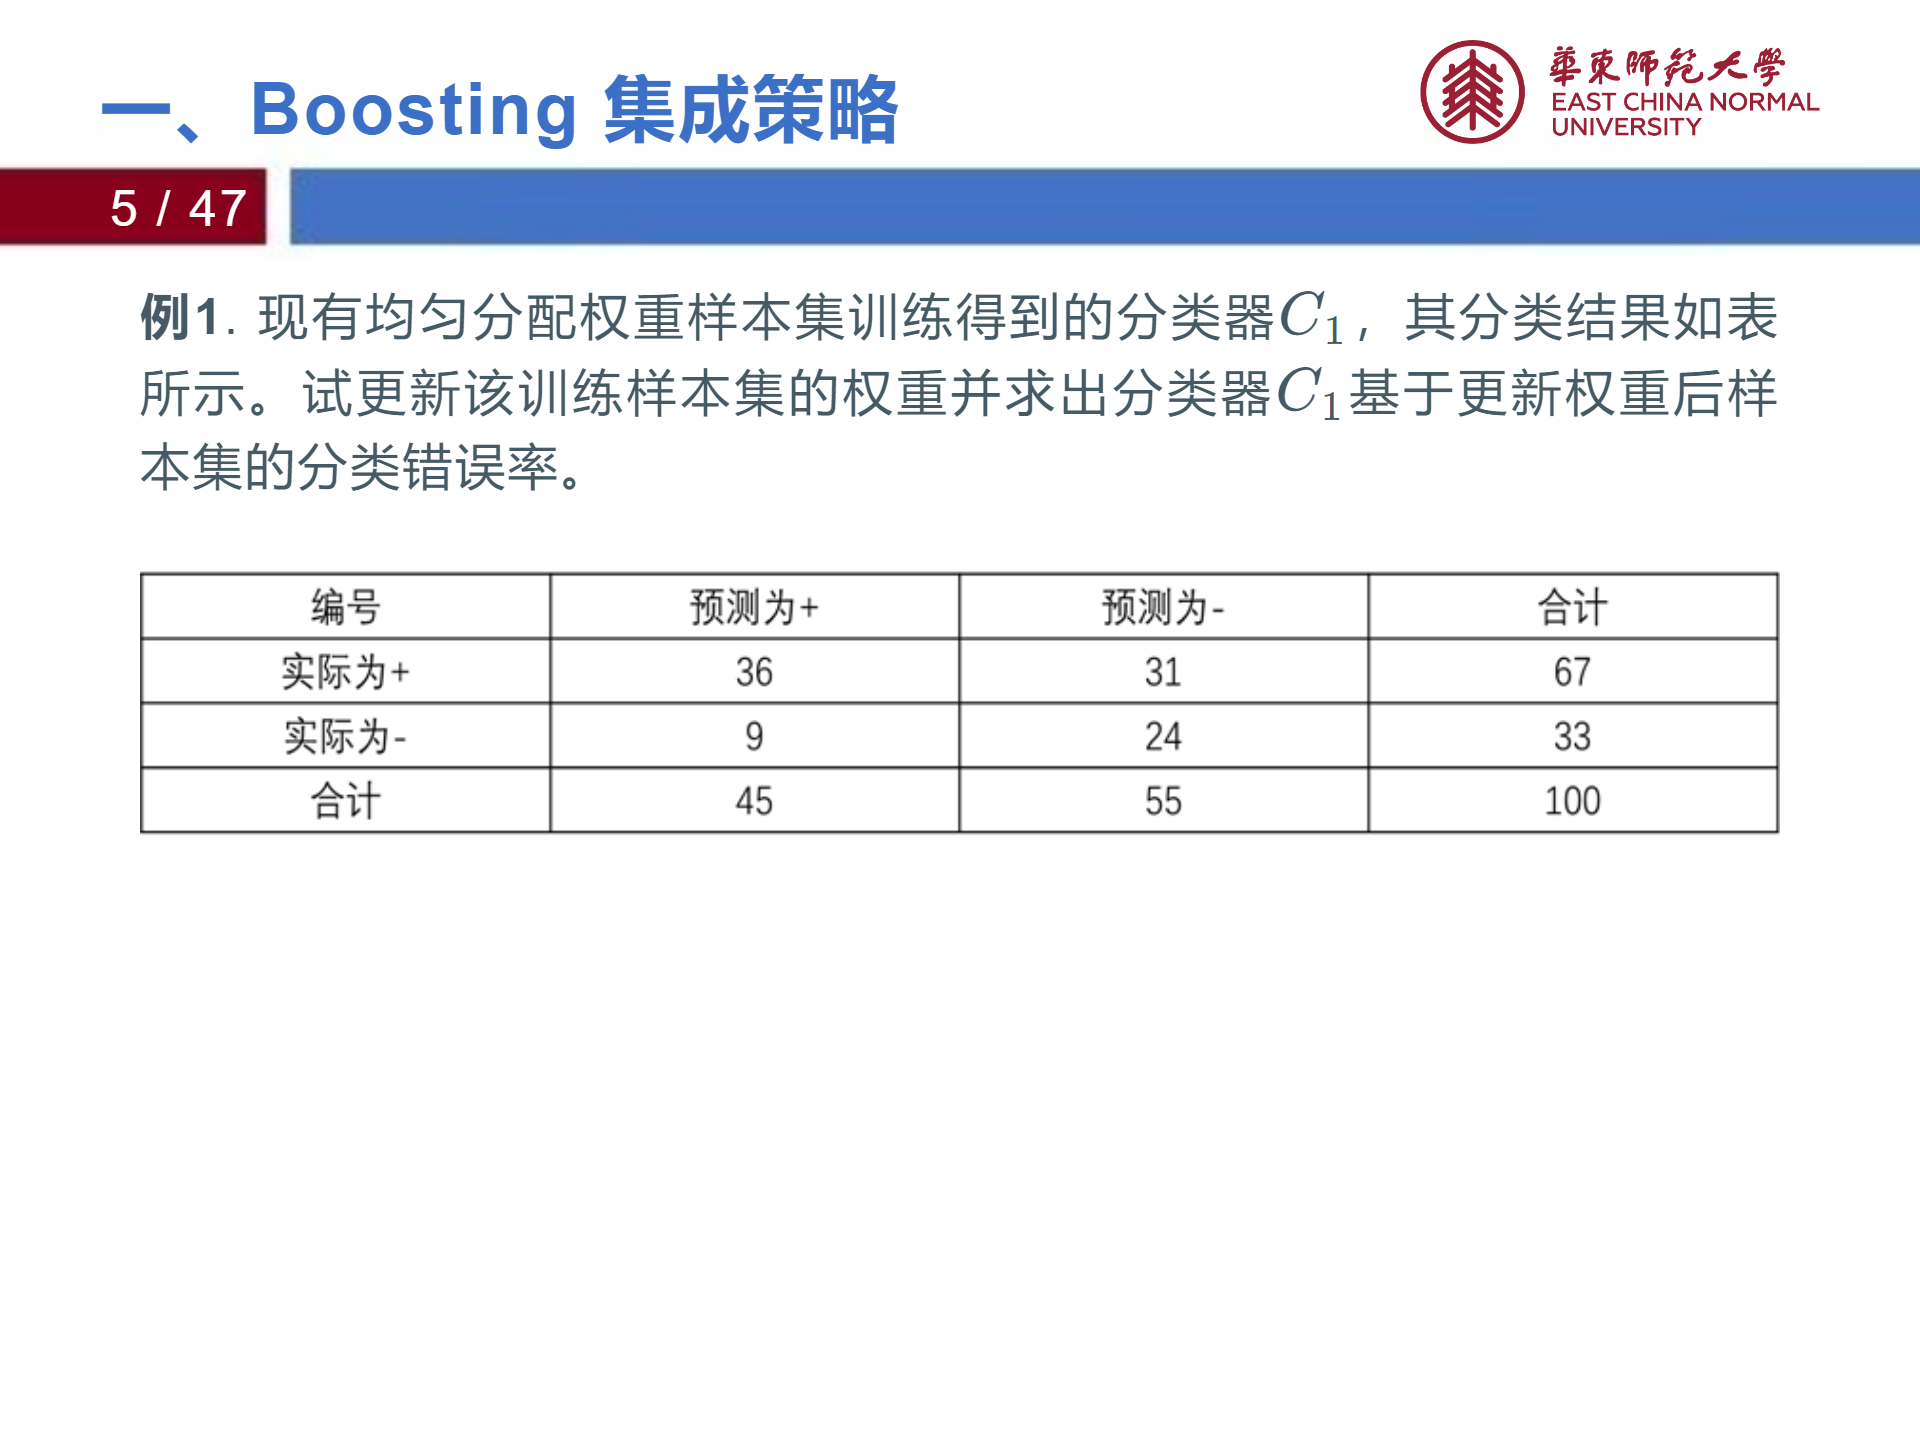 一、Boosting 集成策略
華東師範大學
EAST CHINA NORMAL
UNIVERSITY
5 / 47
例1. 现有均匀分配权重样本集训练得到的分类器C₁，其分类结果如表
所示。试更新该训练样本集的权重并求出分类器C₁基于更新权重后样
本集的分类错误率。
编号 预测为+ 预测为- 合计
实际为+ 36 31 67
实际为- 9 24 33
合计 45 55 100